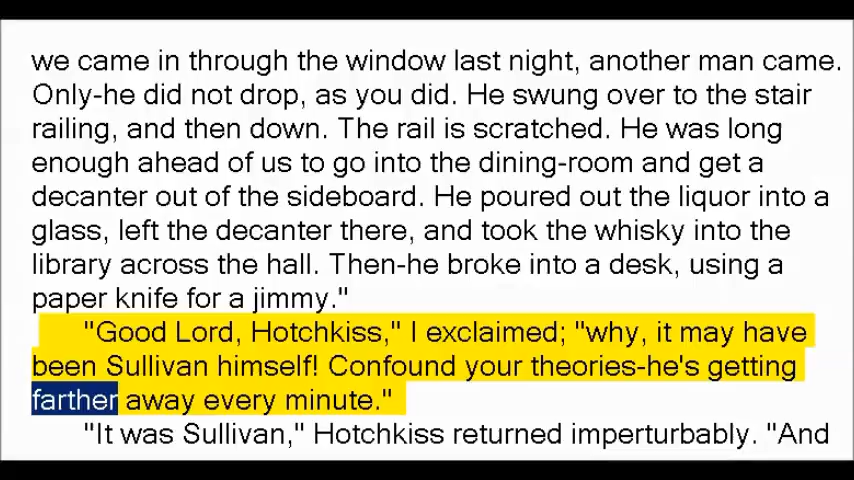 we came in through the window last night, another man came.
Only-he did not drop, as you did. He swung over to the stair
railing, and then down. The rail is scratched. He was long
enough ahead of us to go into the dining-room and get a
decanter out of the sideboard. He poured out the liquor into a
glass, left the decanter there, and took the whisky into the
library across the hall. Then-he broke into a desk, using a
paper knife for a jimmy."
"Good Lord, Hotchkiss," I exclaimed; "why, it may have
been Sullivan himself! Confound your theories-he's getting
farther away every minute."
"It was Sullivan," Hotchkiss returned imperturbably. "And